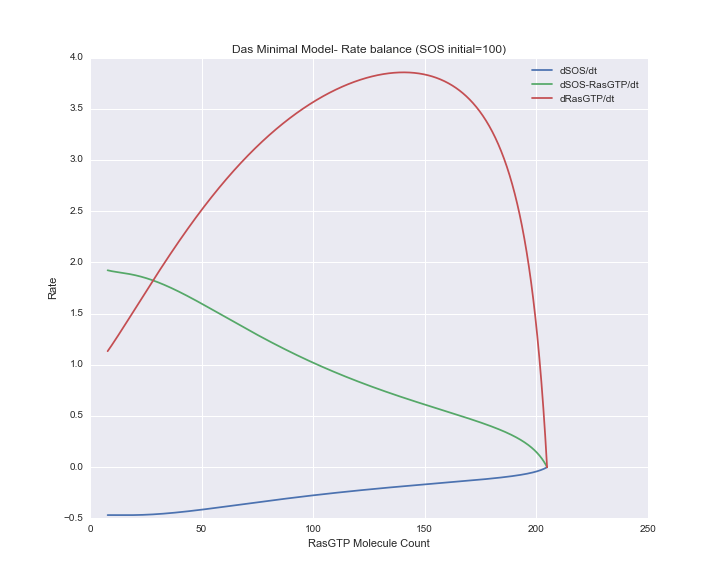 Das Minimal Model- Rate balance (SOS initial=100)
dSOS/dt
dSOS-RasGTP/dt
dRasGTP/dt
4.0
3.5
3.0
2.5
2.0
1.5
1.0
0.5
0.0
−0.5
Rate
0 50 100 150 200 250
RasGTP Molecule Count